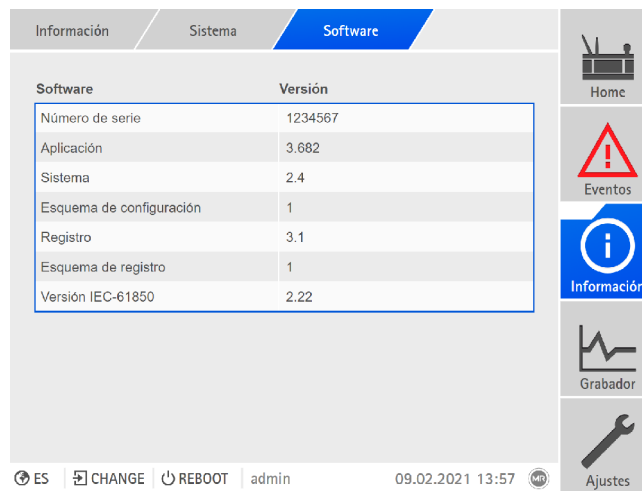 Información Sistema Software
Home
Software Versión
Número de serie 1234567
Aplicación 3.682
Sistema 2.4
Esquema de configuración 1
Registro 3.1
Esquema de registro 1
Versión IEC-61850 2.22
Eventos
Información
Grabador
Ajustes
ES CHANGE REBOOT admin 09.02.2021 13:57 MR